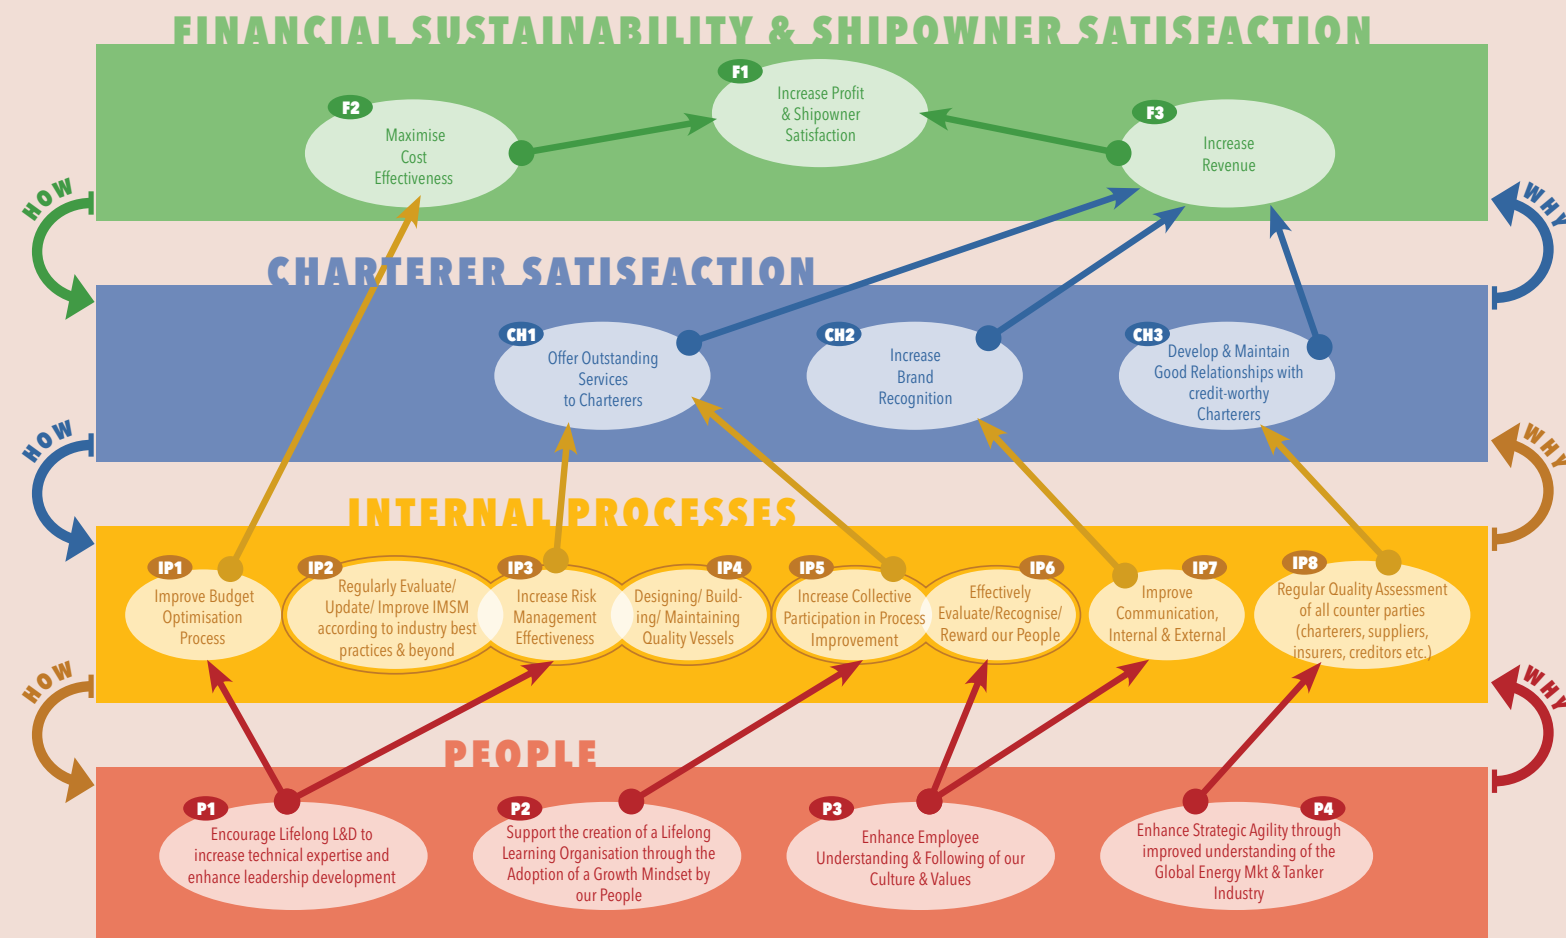 FINANCIAL SUSTAINABILITY & SHIPOWNER SATISFACTION
F1
Increase Profit
& Shipowner
Satisfaction
F2
Maximise
Cost
Effectiveness
F3
Increase
Revenue
HOW
WHY
CHARTERER SATISFACTION
CH1
Offer Outstanding
Services
to Charterers
CH2
Increase
Brand
Recognition
CH3
Develop & Maintain
Good Relationships with
credit-worthy
Charterers
HOW
WHY
INTERNAL PROCESSES
IP1
Improve Budget
Optimisation
Process
IP2
Regularly Evaluate/
Update/ Improve IMSM
according to industry best
practices & beyond
IP3
Increase Risk
Management
Effectiveness
IP4
Designing/ Build-
ing/ Maintaining
Quality Vessels
IP5
Increase Collective
Participation in Process
Improvement
IP6
Effectively
Evaluate/Recognise/
Reward our People
IP7
Improve
Communication,
Internal & External
IP8
Regular Quality Assessment
of all counter parties
(charterers, suppliers,
insurers, creditors etc.)
HOW
WHY
PEOPLE
P1
Encourage Lifelong L&D to
increase technical expertise and
enhance leadership development
P2
Support the creation of a Lifelong
Learning Organisation through the
Adoption of a Growth Mindset by
our People
P3
Enhance Employee
Understanding & Following of our
Culture & Values
P4
Enhance Strategic Agility through
improved understanding of the
Global Energy Mkt & Tanker
Industry